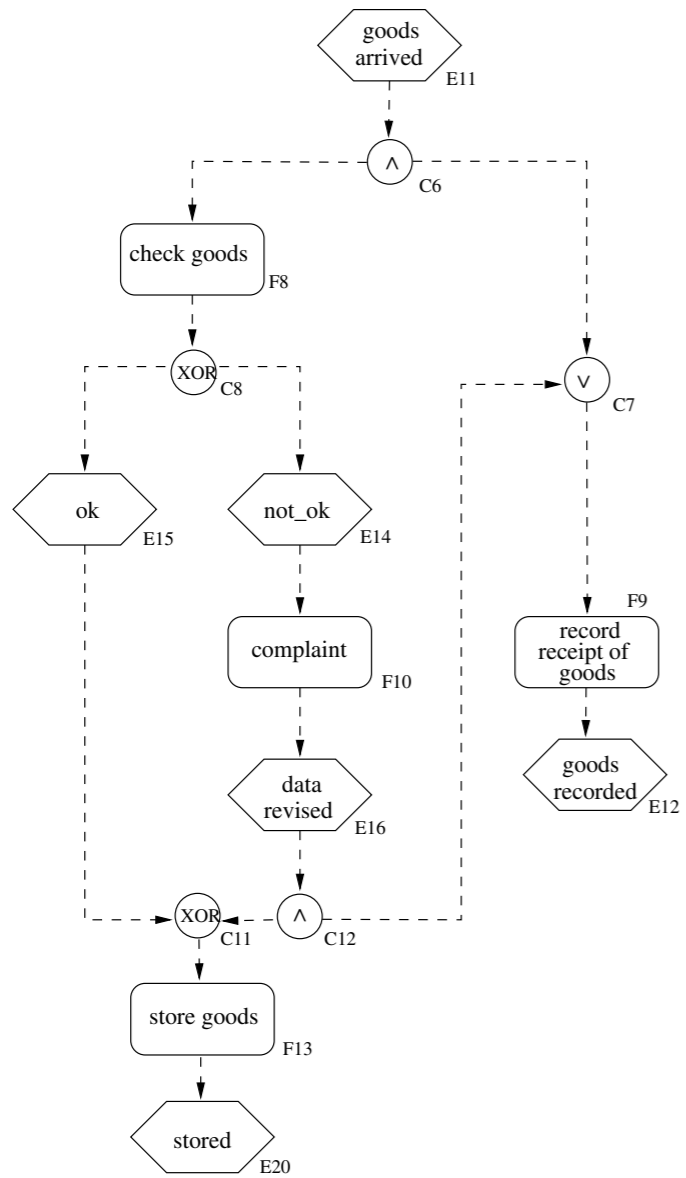 goods
arrived
E11
∧
C6
check goods
F8
XOR
C8
∨
C7
ok
E15
not_ok
E14
F9
record
receipt of
goods
complaint
F10
goods
recorded
E12
data
revised
E16
XOR
C11
∧
C12
store goods
F13
stored
E20